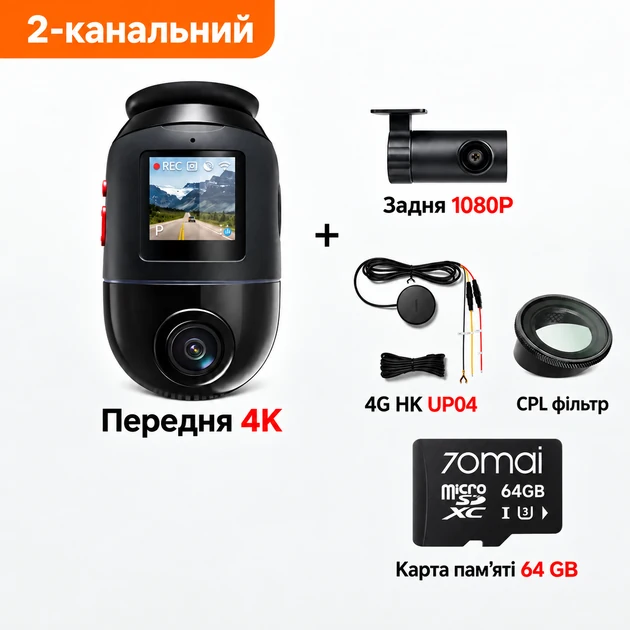 2-канальний
REC
P
Передня 4K
+
Задня 1080P
4G HK UP04
CPL фільтр
70mai
micro SD XC
64GB
I U3
Карта пам'яті 64 GB